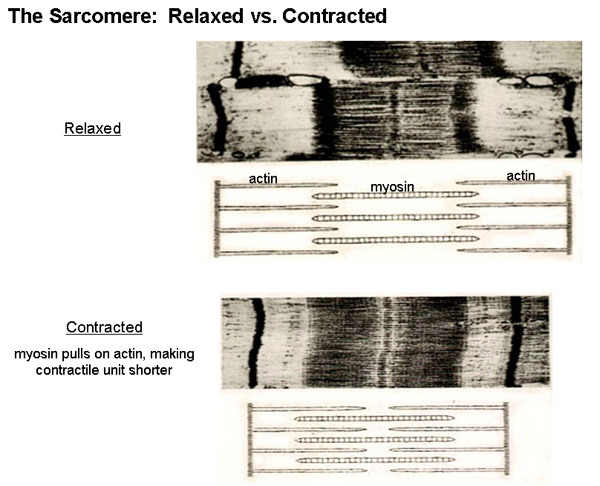 The Sarcomere: Relaxed vs. Contracted
Relaxed
actin
myosin
actin
Contracted
myosin pulls on actin, making
contractile unit shorter